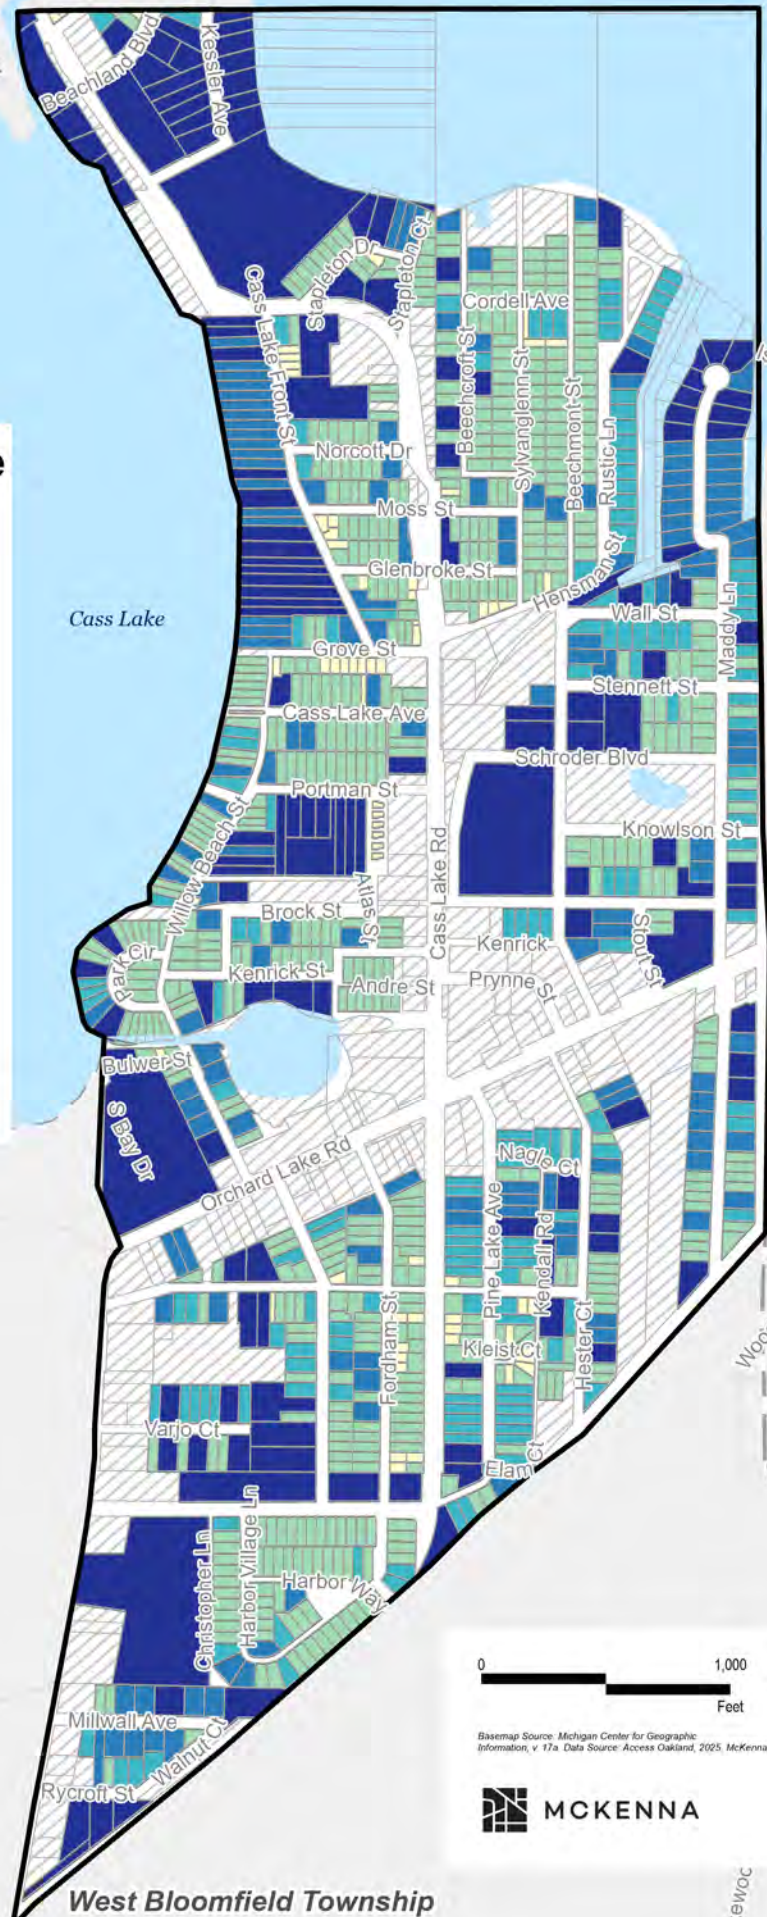 Beachland Blvd
Kessler Ave
Stapleton Dr
Stapleton Ct
Cass Lake Front St
Cordell Ave
Beechcroft St
Sylvanglenn St
Beechmont St
Rustic Ln
Norcott Dr
Moss St
Glenbroke St
Hensman St
Cass Lake
Wall St
Maddy Ln
Grove St
Stennett St
Cass Lake Ave
Schroder Blvd
Portman St
Knowlson St
Willow Beach St
Cass Lake Rd
Atlas St
Brock St
Kenrick
Stout St
Park Cir
Kenrick St
Andre St
Prynne St
Bulwer St
S Bay Dr
Orchard Lake Rd
Nagle Ct
Pine Lake Ave
Kendall Rd
Fordham St
Kleist Ct
Hester Ct
Woo
Varjo Ct
Elam Ct
Christopher Ln
Harbor Village Ln
Harbor Way
0 1,000
Feet
Millwall Ave
Walnut Ct
Rycroft St
Basemap Source: Michigan Center for Geographic
Information, v. 17a. Data Source: Access Oakland, 2025. McKenna
MCKENNA
West Bloomfield Township
ewoo